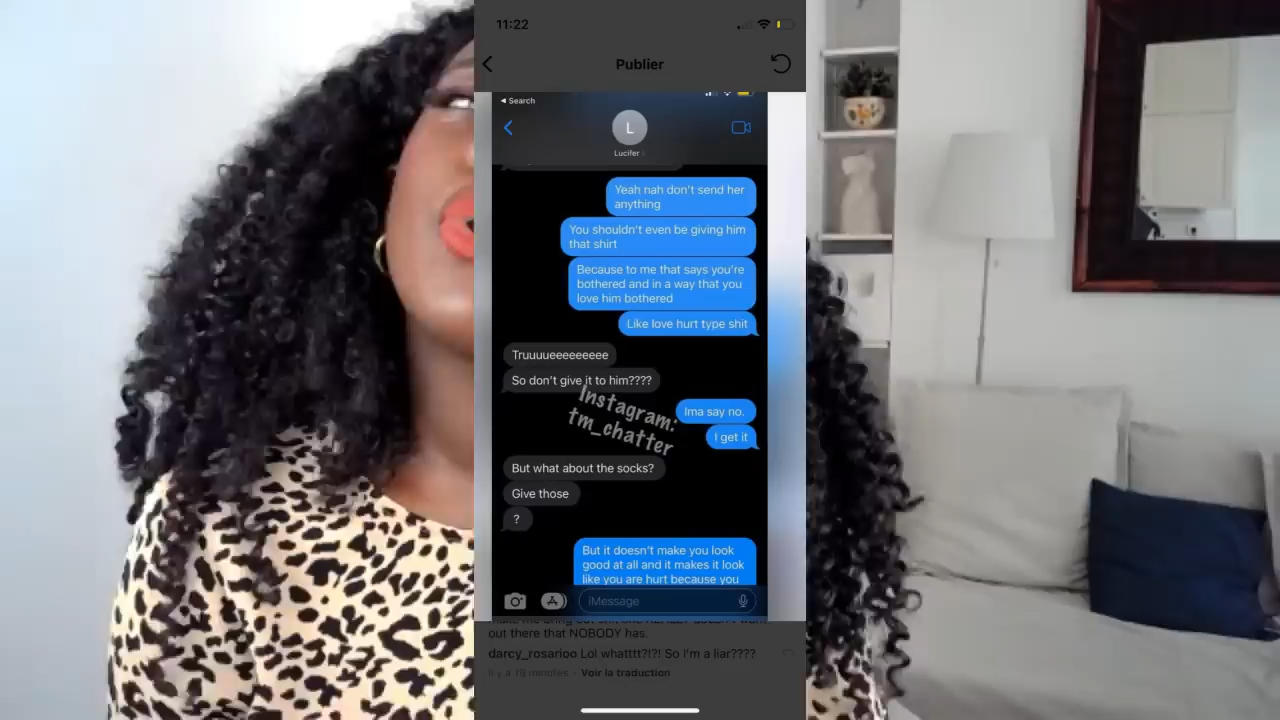 11:22
Publier
Search
L
Lucifer
Yeah nah don't send her
anything
You shouldn't even be giving him
that shirt
Because to me that says you're
bothered and in a way that you
love him bothered
Like love hurt type shit
Truuuueeeeeeeee
So don't give it to him????
Instagram:
tm_chatter
Ima say no.
I get it
But what about the socks?
Give those
?
But it doesn't make you look
good at all and it makes it look
like you are hurt because you
iMessage
out there that NOBODY has.
darcy_rosarioo Lol whatttt?!?! So I'm a liar????
Il y a 19 minutes · Voir la traduction